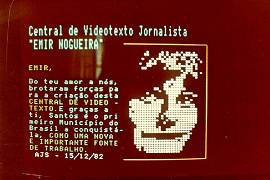 Central de Videotexto Jornalista
"EMIR NOGUEIRA"
EMIR,
Do teu amor a nós,
brotaram forças pa
ra a criação desta
CENTRAL DE VIDEO -
TEXTO. E graças a
ti, Santos é o pri
meiro Município do
Brasil a conquistá-
la, COMO UMA NOVA
E IMPORTANTE FONTE
DE TRABALHO.
AJS - 15/12/82